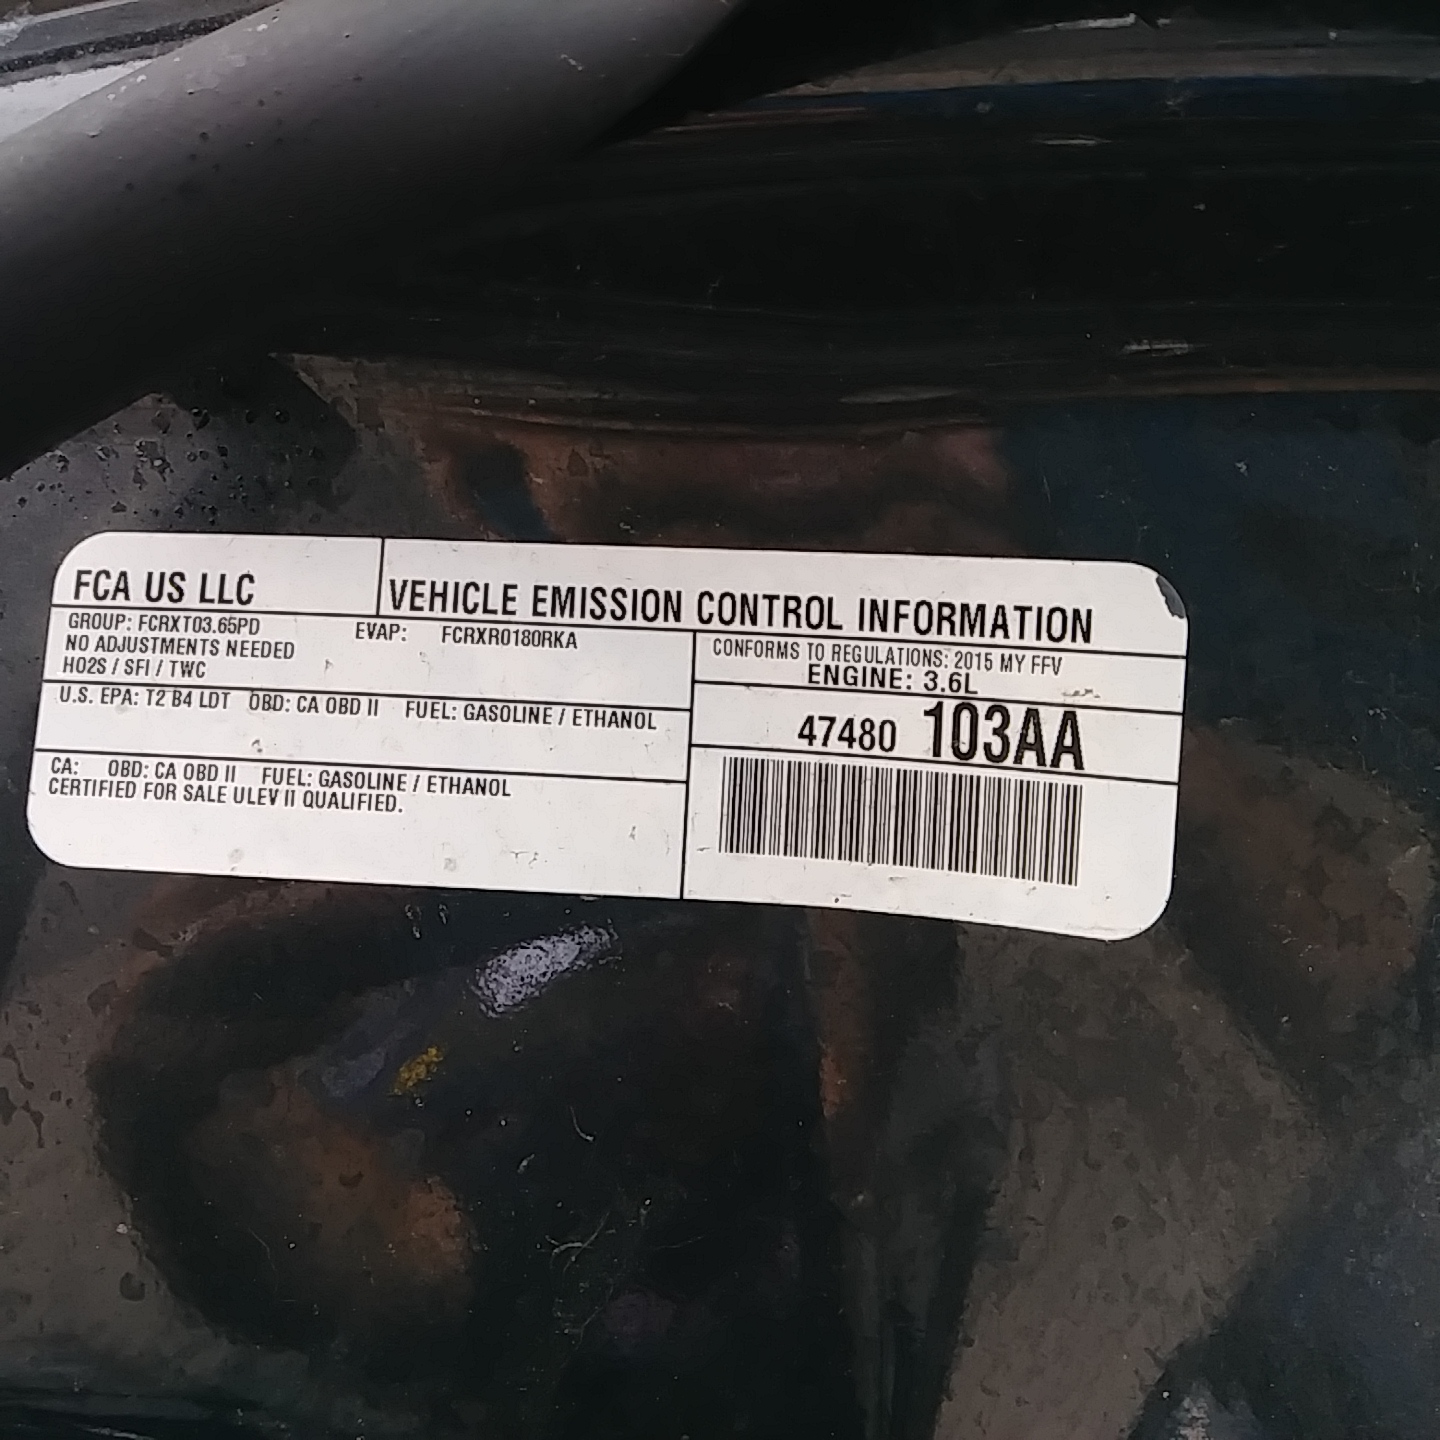 FCA US LLC
VEHICLE EMISSION CONTROL INFORMATION
GROUP: FCRXT03.65PD EVAP: FCRXR0180RKA
NO ADJUSTMENTS NEEDED
HO2S / SFI / TWC
CONFORMS TO REGULATIONS: 2015 MY FFV
ENGINE: 3.6L
U.S. EPA: T2 B4 LDT OBD: CA OBD II FUEL: GASOLINE / ETHANOL
47480 103AA
CA: OBD: CA OBD II FUEL: GASOLINE / ETHANOL
CERTIFIED FOR SALE ULEV II QUALIFIED.